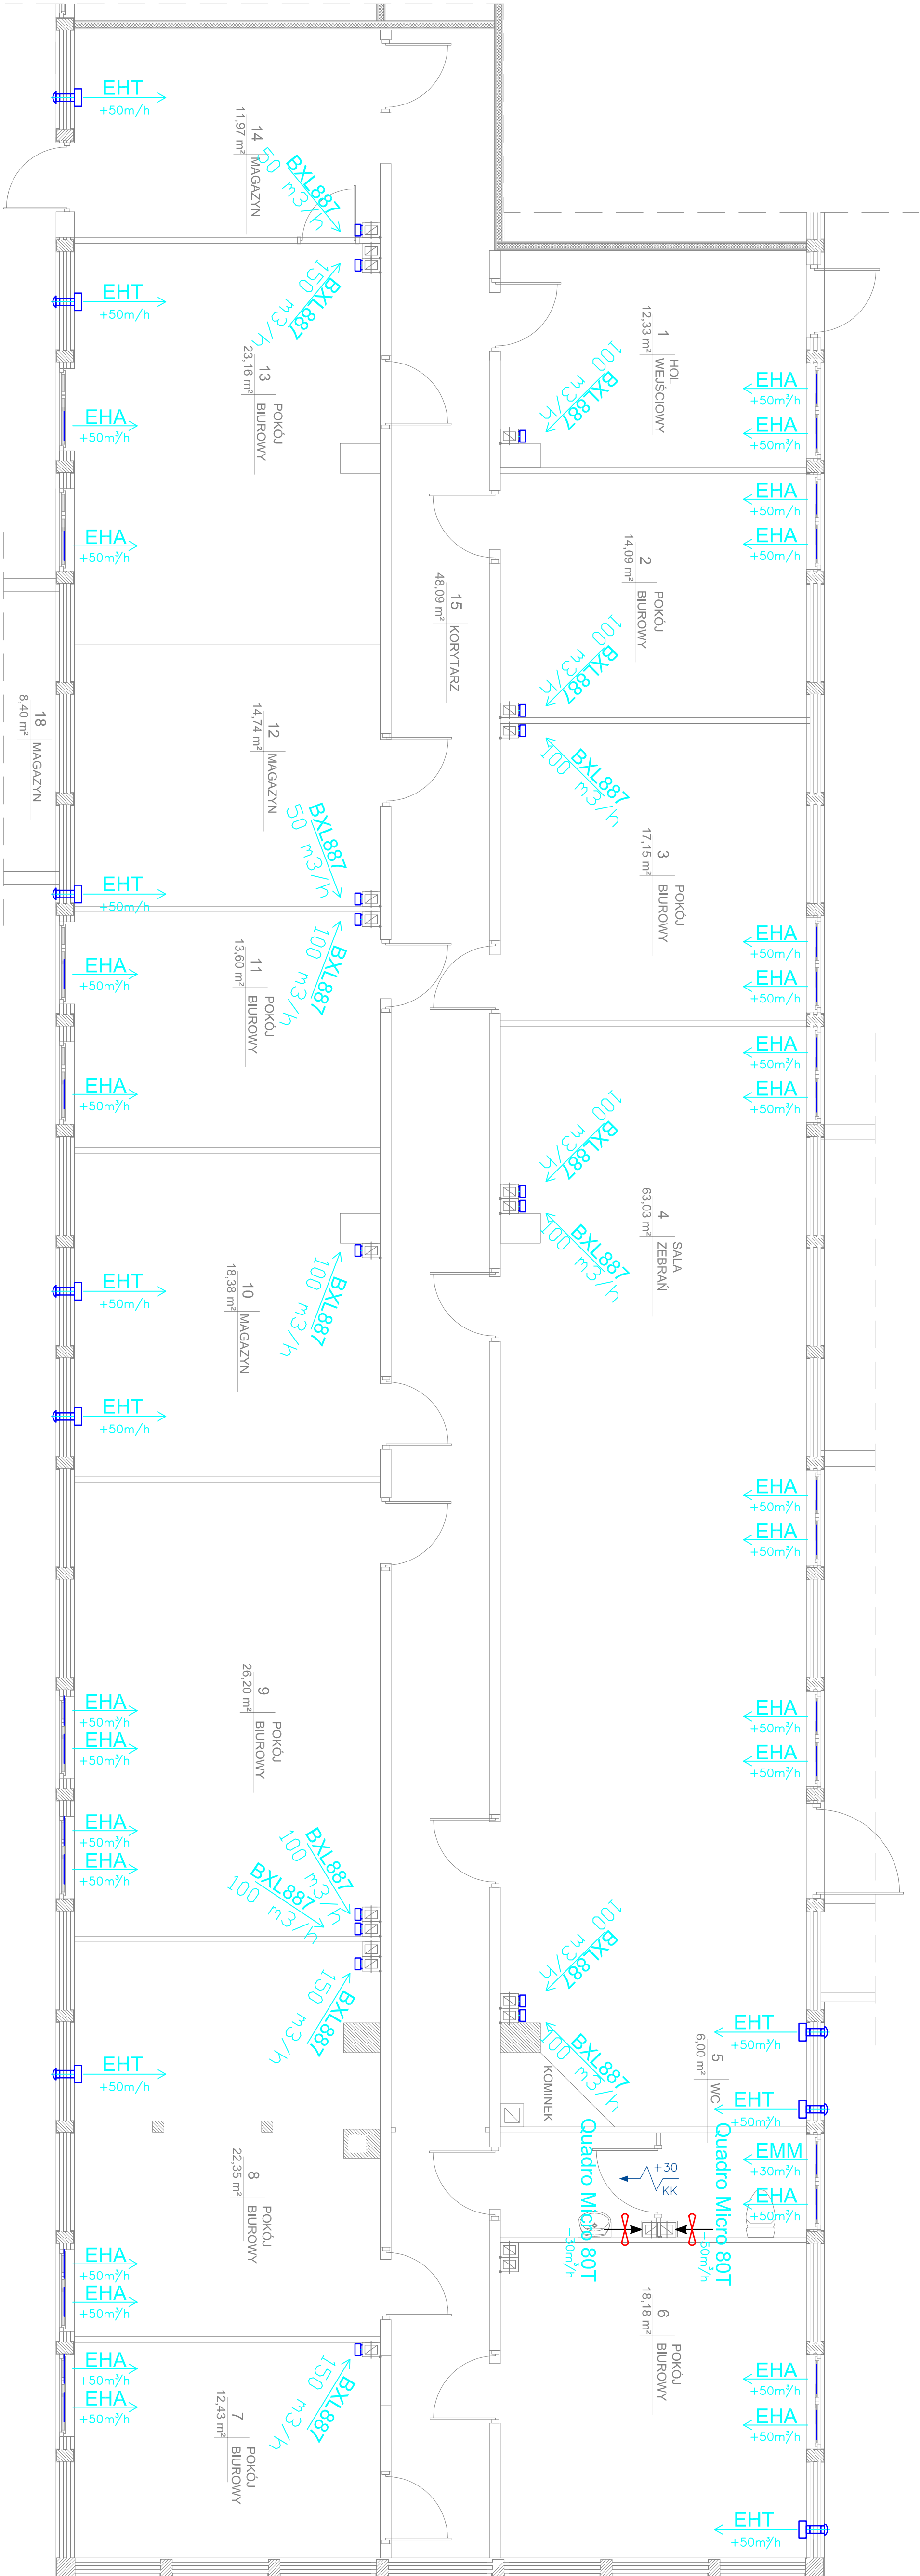 EHT
+50m/h
14
MAGAZYN
11,97 m²
BXL887
50 m3/h
BXL887
150 m3/h
EHT
+50m/h
1
HOL
WEJŚCIOWY
12,33 m²
BXL887
100 m3/h
EHA
+50m³/h
EHA
+50m³/h
13
POKÓJ
BIUROWY
23,16 m²
EHA
+50m³/h
EHA
+50m/h
EHA
+50m/h
EHA
+50m³/h
2
POKÓJ
BIUROWY
14,09 m²
15
KORYTARZ
48,09 m²
BXL887
100 m3/h
18
MAGAZYN
8,40 m²
12
MAGAZYN
14,74 m²
BXL887
100 m3/h
3
POKÓJ
BIUROWY
17,15 m²
BXL887
50 m3/h
EHT
+50m/h
EHA
+50m/h
EHA
+50m/h
BXL887
100 m3/h
11
POKÓJ
BIUROWY
13,60 m²
EHA
+50m³/h
EHA
+50m³/h
EHA
+50m³/h
EHA
+50m³/h
BXL887
100 m3/h
4
SALA
ZEBRAŃ
63,03 m²
BXL887
100 m3/h
BXL887
100 m3/h
10
MAGAZYN
18,38 m²
EHT
+50m/h
EHT
+50m/h
EHA
+50m³/h
EHA
+50m³/h
9
POKÓJ
BIUROWY
26,20 m²
EHA
+50m³/h
EHA
+50m³/h
EHA
+50m³/h
EHA
+50m³/h
EHA
+50m³/h
EHA
+50m³/h
BXL887
100 m3/h
BXL887
100 m3/h
BXL887
150 m3/h
BXL887
100 m3/h
BXL887
100 m3/h
EHT
+50m³/h
EHT
+50m³/h
EHT
+50m/h
5
WC
6,00 m²
KOMINEK
EMM
+30m³/h
EHA
+50m³/h
+30
KK
Quadro Micro 80T
-50m³/h
Quadro Micro 80T
-30m³/h
8
POKÓJ
BIUROWY
22,35 m²
EHA
+50m³/h
EHA
+50m³/h
6
POKÓJ
BIUROWY
18,18 m²
BXL887
150 m3/h
EHA
+50m³/h
EHA
+50m³/h
EHA
+50m³/h
EHA
+50m³/h
7
POKÓJ
BIUROWY
12,43 m²
EHT
+50m³/h